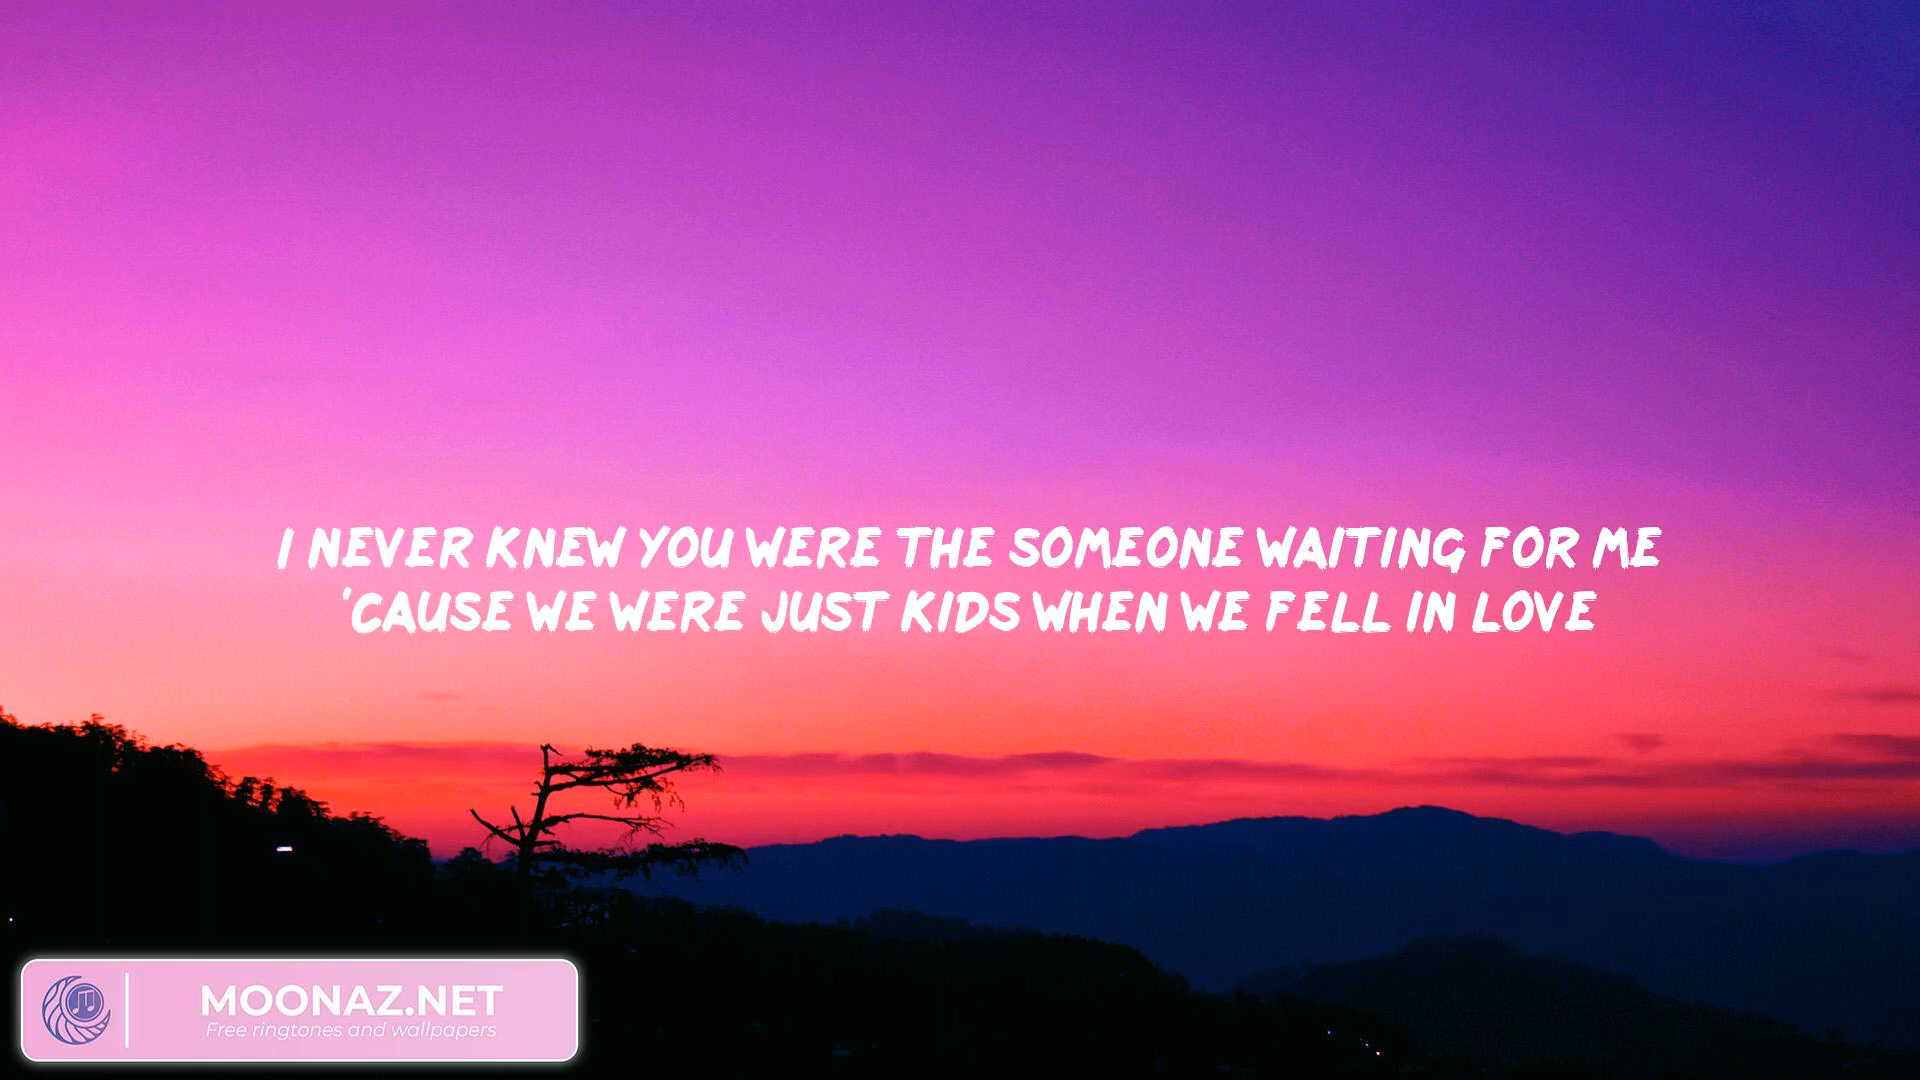 I NEVER KNEW YOU WERE THE SOMEONE WAITING FOR ME
'CAUSE WE WERE JUST KIDS WHEN WE FELL IN LOVE
MOONAZ.NET
Free ringtones and wallpapers